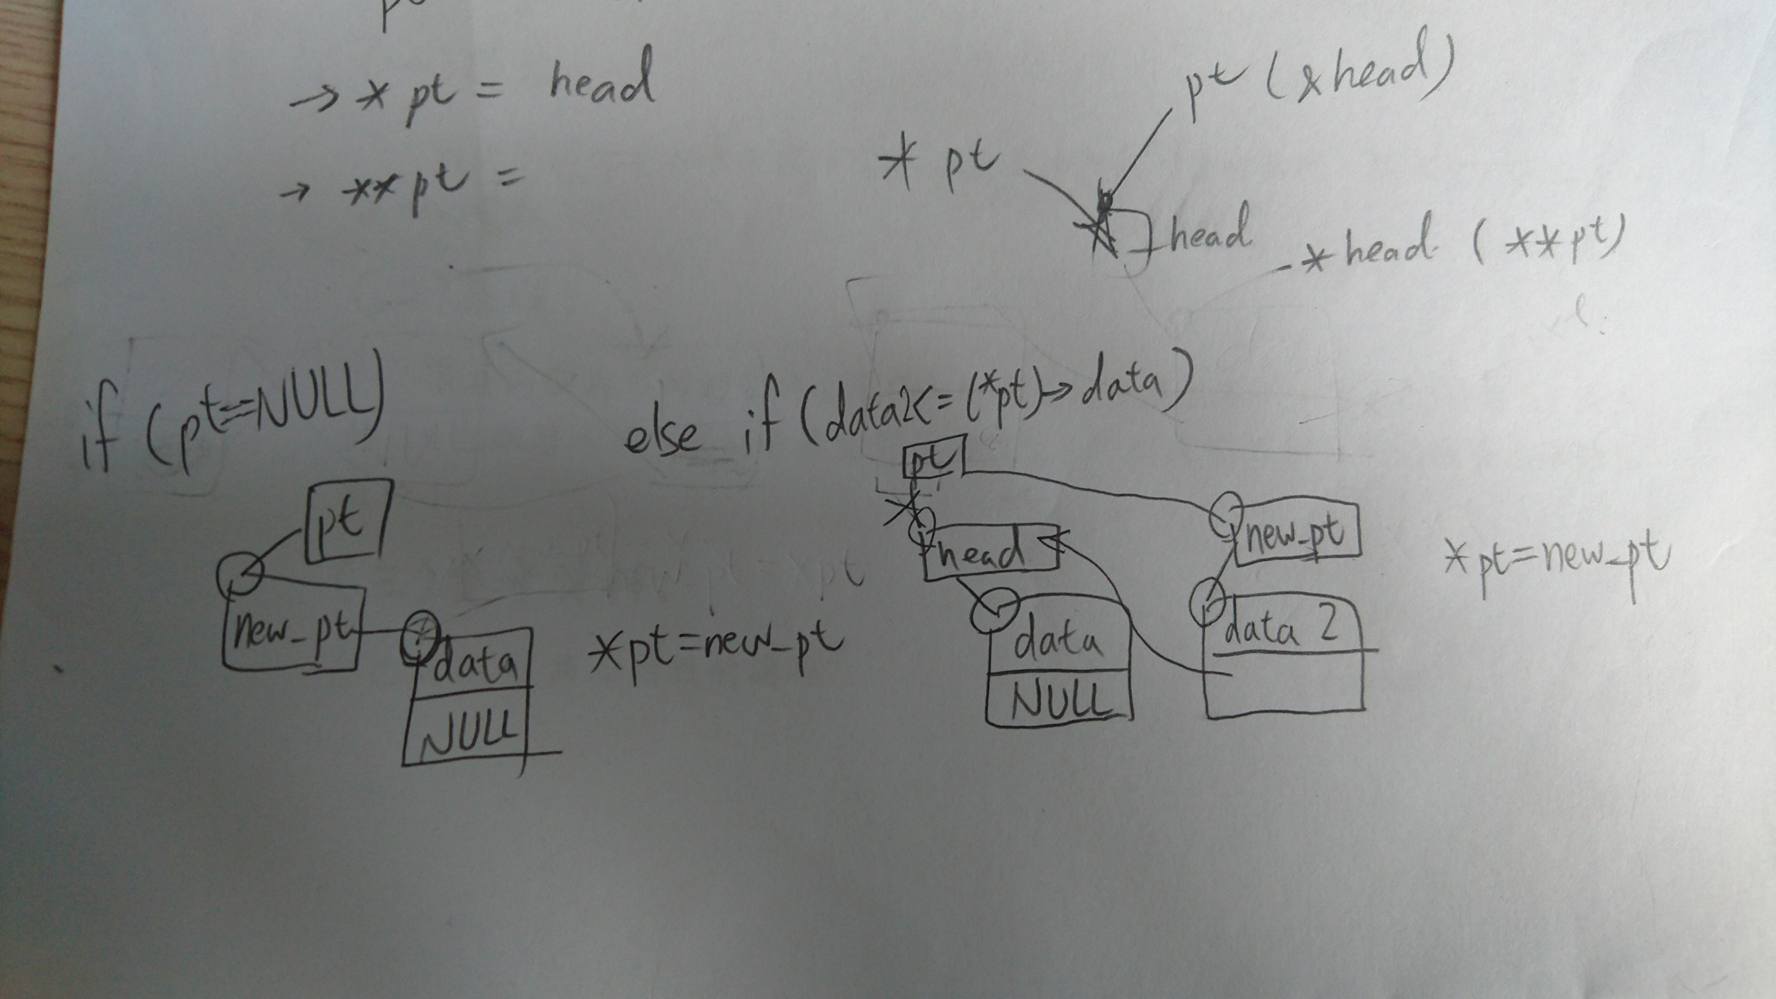 → * pt = head
→ ** pt =
pt (&head)
* pt
head
- * head (**pt)
if (pt==NULL)
pt
new_pt
data
NULL
*pt=new_pt
else if (data2<=(*pt)->data)
pt
head
new_pt
data
data 2
NULL
*pt=new_pt